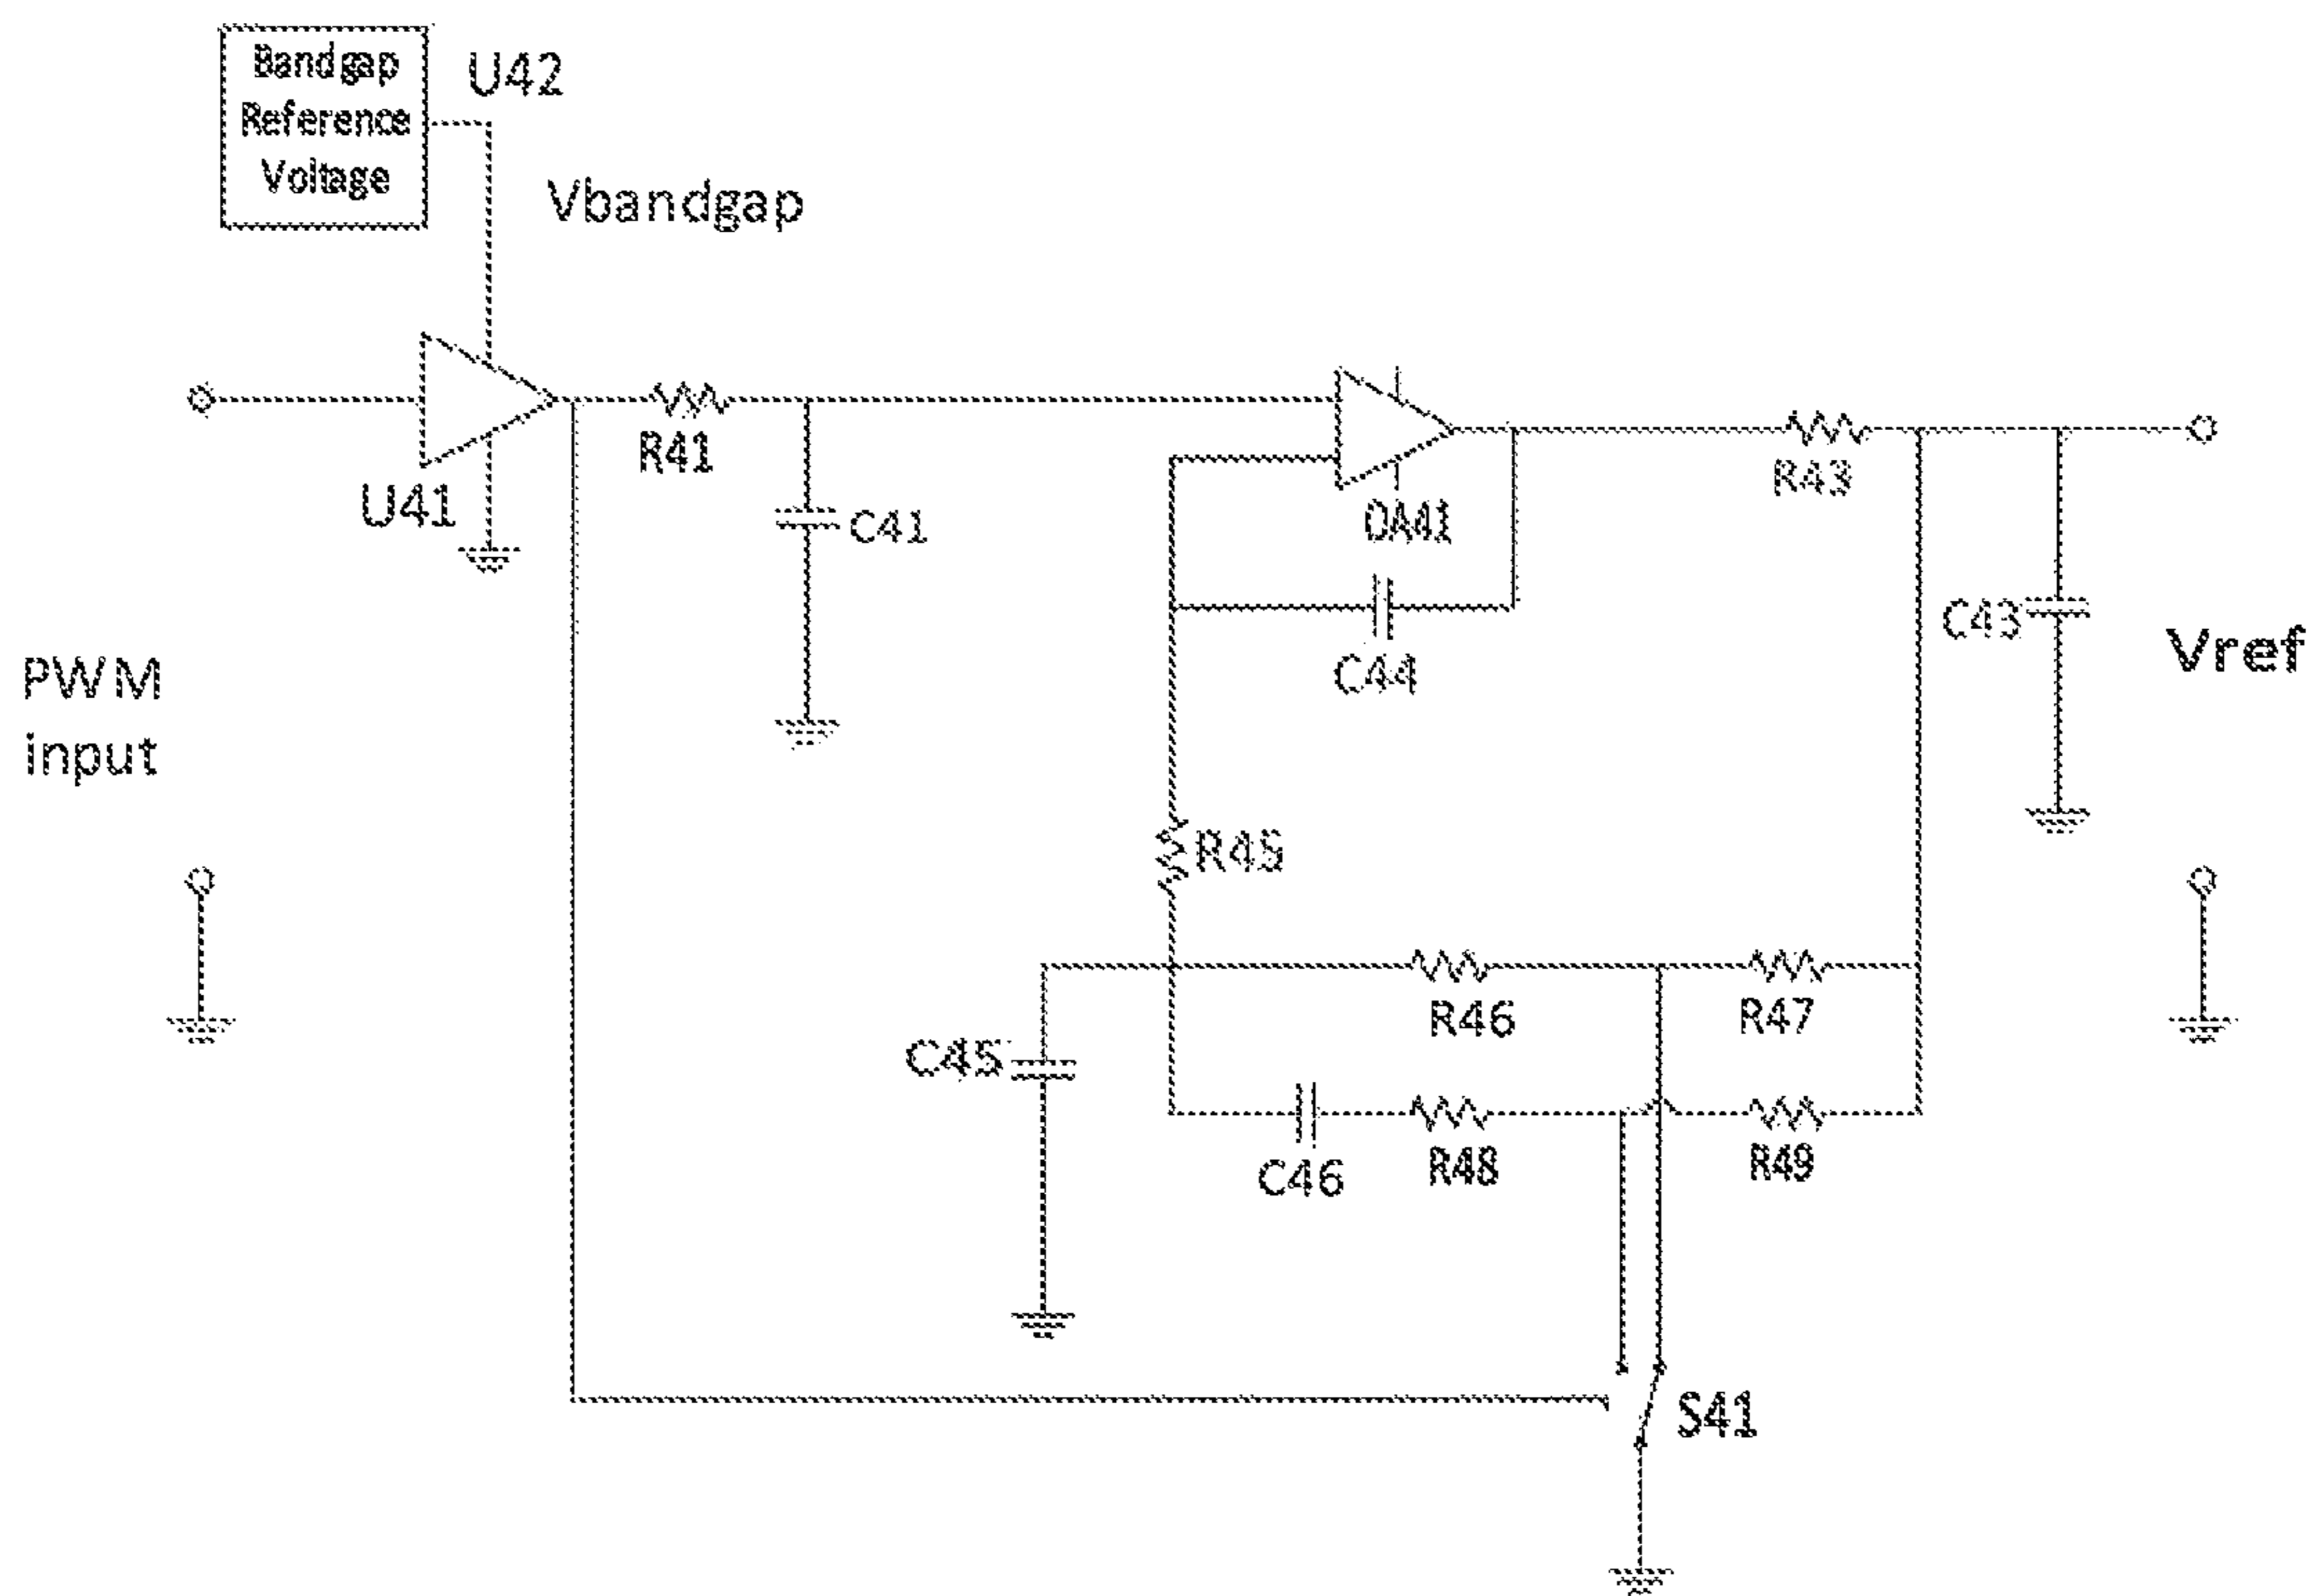 Bandgap
Reference
Voltage
U42
Vbandgap
U41
R41
C41
OA41
R43
C44
C43
PWM
input
Vref
R45
R46
R47
C45
C46
R48
R49
S41